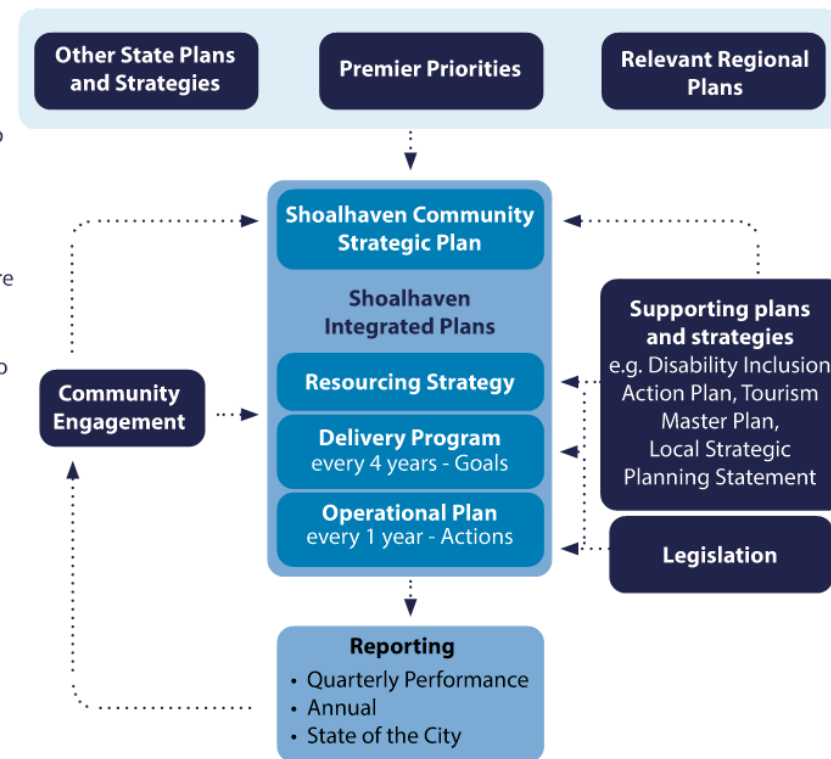 Other State Plans
and Strategies
Premier Priorities
Relevant Regional
Plans
Shoalhaven Community
Strategic Plan
Shoalhaven
Integrated Plans
Resourcing Strategy
Delivery Program
every 4 years - Goals
Operational Plan
every 1 year - Actions
Community
Engagement
Supporting plans
and strategies
e.g. Disability Inclusion
Action Plan, Tourism
Master Plan,
Local Strategic
Planning Statement
Legislation
Reporting
• Quarterly Performance
• Annual
• State of the City